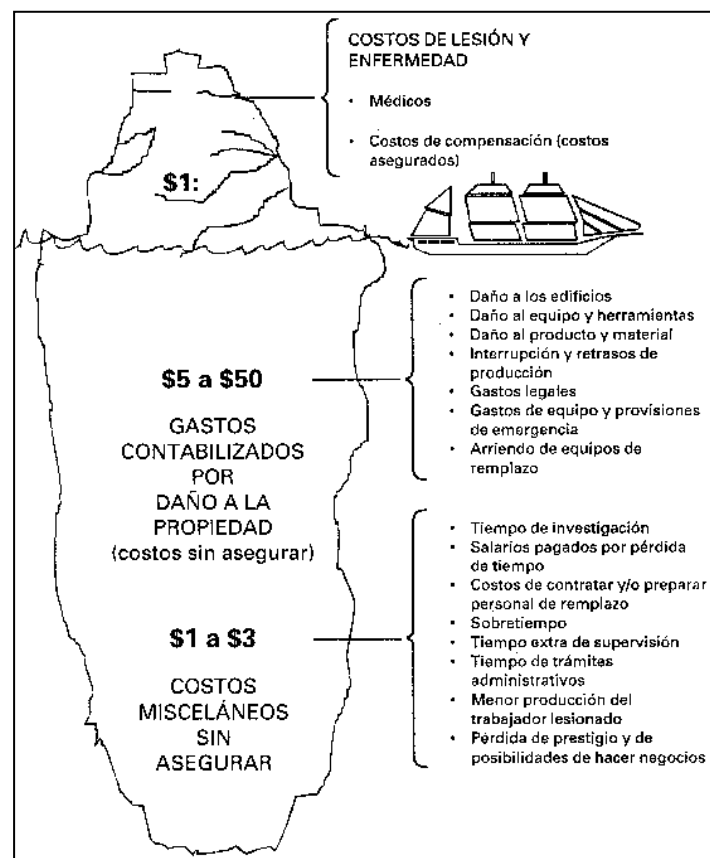 COSTOS DE LESIÓN Y
ENFERMEDAD
• Médicos
• Costos de compensación (costos
asegurados)
$1:
$5 a $50
GASTOS
CONTABILIZADOS
POR
DAÑO A LA
PROPIEDAD
(costos sin asegurar)
• Daño a los edificios
• Daño al equipo y herramientas
• Daño al producto y material
• Interrupción y retrasos de
producción
• Gastos legales
• Gastos de equipo y provisiones
de emergencia
• Arriendo de equipos de
remplazo
$1 a $3
COSTOS
MISCELÁNEOS
SIN
ASEGURAR
• Tiempo de investigación
• Salarios pagados por pérdida
de tiempo
• Costos de contratar y/o preparar
personal de remplazo
• Sobretiempo
• Tiempo extra de supervisión
• Tiempo de trámites
administrativos
• Menor producción del
trabajador lesionado
• Pérdida de prestigio y de
posibilidades de hacer negocios